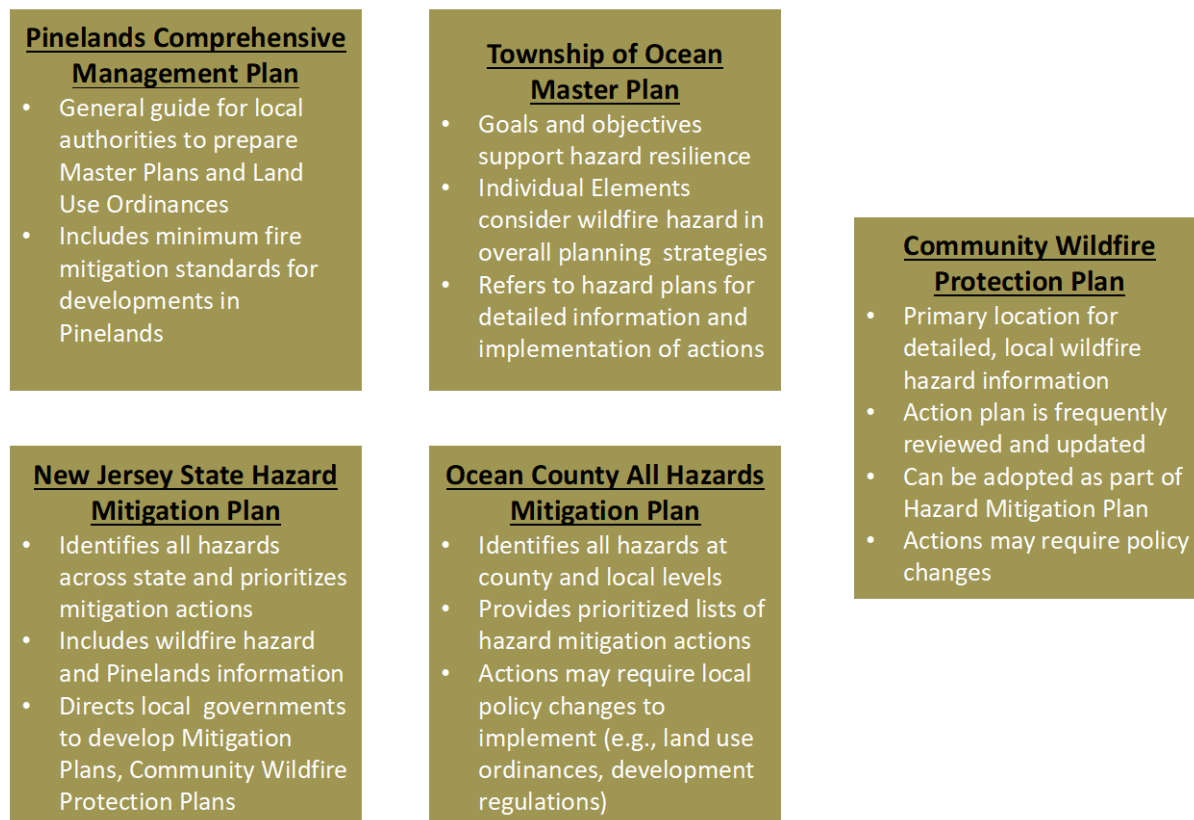 Pinelands Comprehensive
Management Plan
• General guide for local
authorities to prepare
Master Plans and Land
Use Ordinances
• Includes minimum fire
mitigation standards for
developments in
Pinelands
Township of Ocean
Master Plan
• Goals and objectives
support hazard resilience
• Individual Elements
consider wildfire hazard in
overall planning strategies
• Refers to hazard plans for
detailed information and
implementation of actions
Community Wildfire
Protection Plan
• Primary location for
detailed, local wildfire
hazard information
• Action plan is frequently
reviewed and updated
• Can be adopted as part of
Hazard Mitigation Plan
• Actions may require policy
changes
New Jersey State Hazard
Mitigation Plan
• Identifies all hazards
across state and prioritizes
mitigation actions
• Includes wildfire hazard
and Pinelands information
• Directs local governments
to develop Mitigation
Plans, Community Wildfire
Protection Plans
Ocean County All Hazards
Mitigation Plan
• Identifies all hazards at
county and local levels
• Provides prioritized lists of
hazard mitigation actions
• Actions may require local
policy changes to
implement (e.g., land use
ordinances, development
regulations)